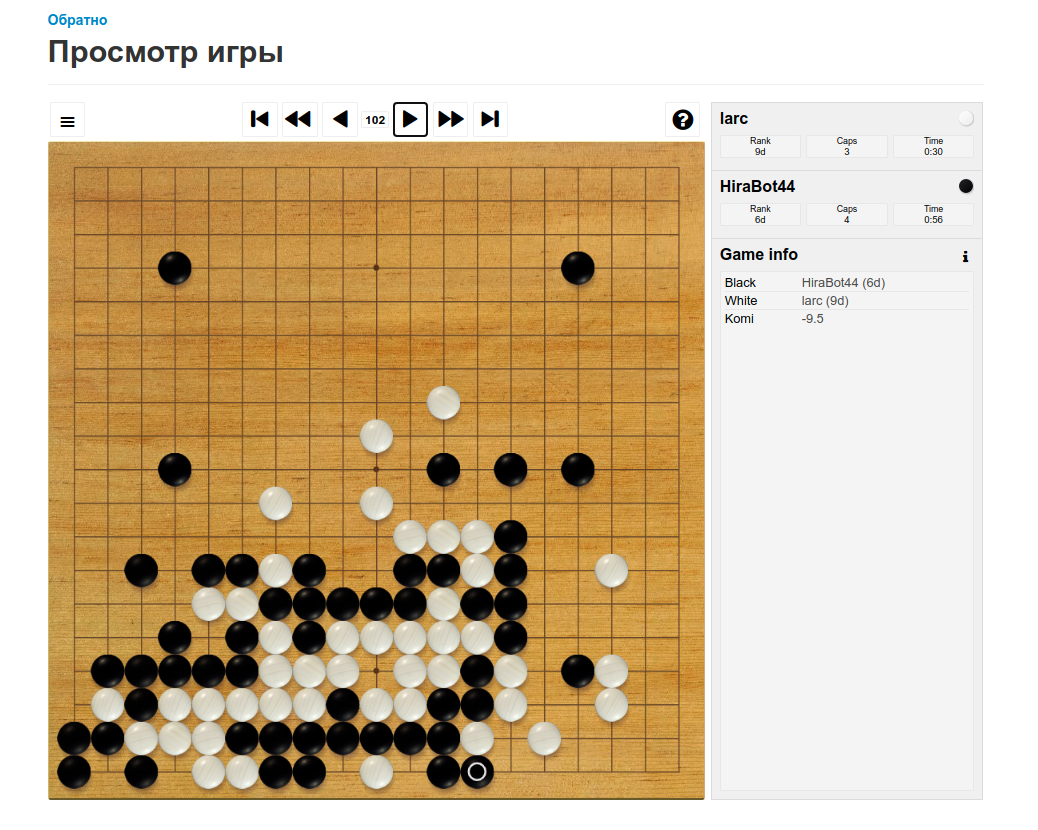 Обратно
Просмотр игры
102
larc
Rank Caps Time
9d 3 0:30
HiraBot44
Rank Caps Time
6d 4 0:56
Game info
Black HiraBot44 (6d)
White larc (9d)
Komi -9.5